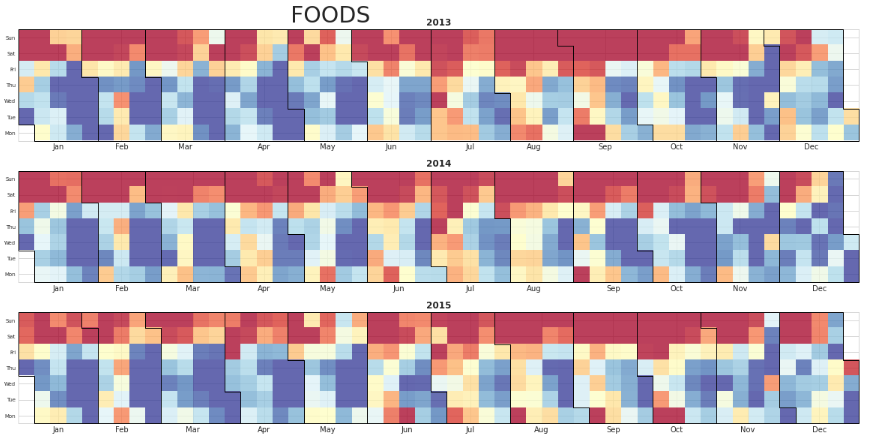 FOODS
2013
Sun
Sat
Fri
Thu
Wed
Tue
Mon
Jan Feb Mar Apr May Jun Jul Aug Sep Oct Nov Dec
2014
Sun
Sat
Fri
Thu
Wed
Tue
Mon
Jan Feb Mar Apr May Jun Jul Aug Sep Oct Nov Dec
2015
Sun
Sat
Fri
Thu
Wed
Tue
Mon
Jan Feb Mar Apr May Jun Jul Aug Sep Oct Nov Dec